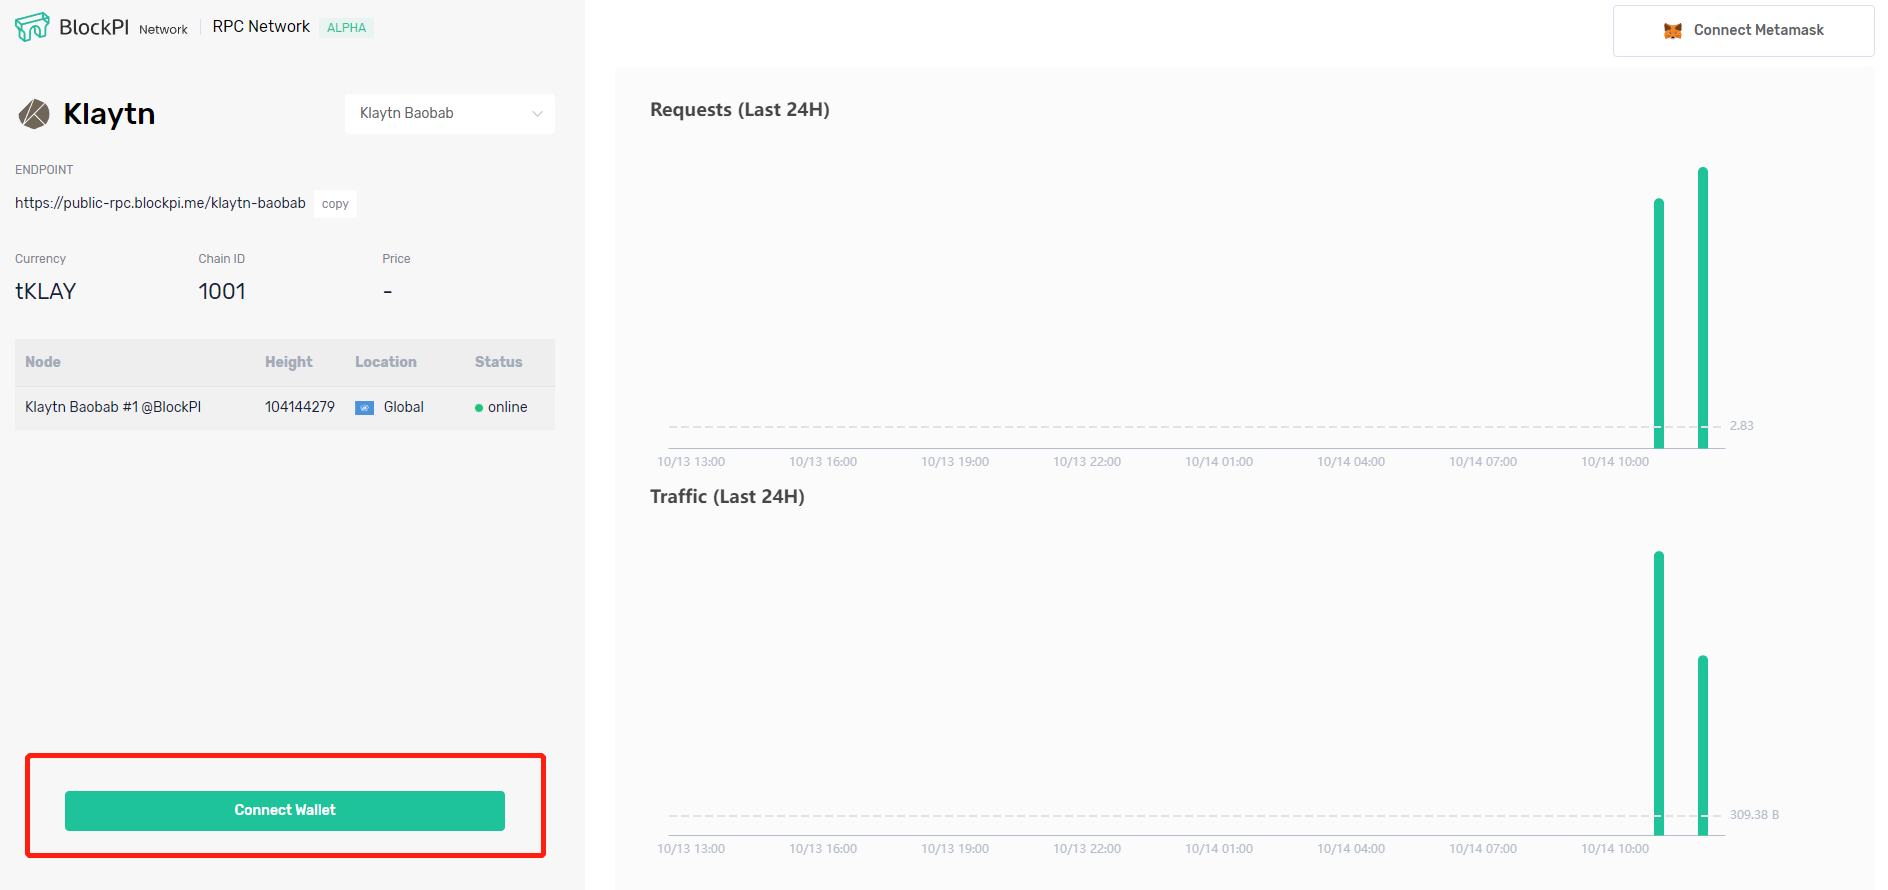 BlockPI Network RPC Network ALPHA
Connect Metamask
Klaytn
Klaytn Baobab
ENDPOINT
https://public-rpc.blockpi.me/klaytn-baobab copy
Currency Chain ID Price
tKLAY 1001 -
Node Height Location Status
Klaytn Baobab #1 @BlockPI 104144279 Global online
Connect Wallet
Requests (Last 24H)
2.83
10/13 13:00 10/13 16:00 10/13 19:00 10/13 22:00 10/14 01:00 10/14 04:00 10/14 07:00 10/14 10:00
Traffic (Last 24H)
309.38 B
10/13 13:00 10/13 16:00 10/13 19:00 10/13 22:00 10/14 01:00 10/14 04:00 10/14 07:00 10/14 10:00